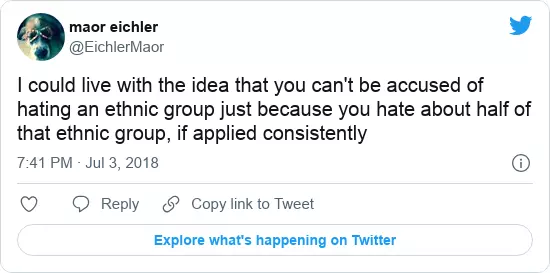 maor eichler
@EichlerMaor
I could live with the idea that you can't be accused of
hating an ethnic group just because you hate about half of
that ethnic group, if applied consistently
7:41 PM · Jul 3, 2018
Reply
Copy link to Tweet
Explore what's happening on Twitter